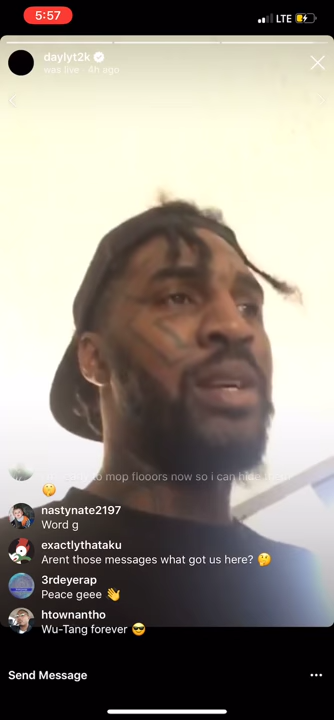 5:57
LTE
daylyt2k
was live · 4h ago
to mop flooors now so i can hide
🤔
nastynate2197
Word g
exactlythataku
Arent those messages what got us here? 🤔
3rdeyerap
Peace geee 👋
htownantho
Wu-Tang forever 😎
Send Message